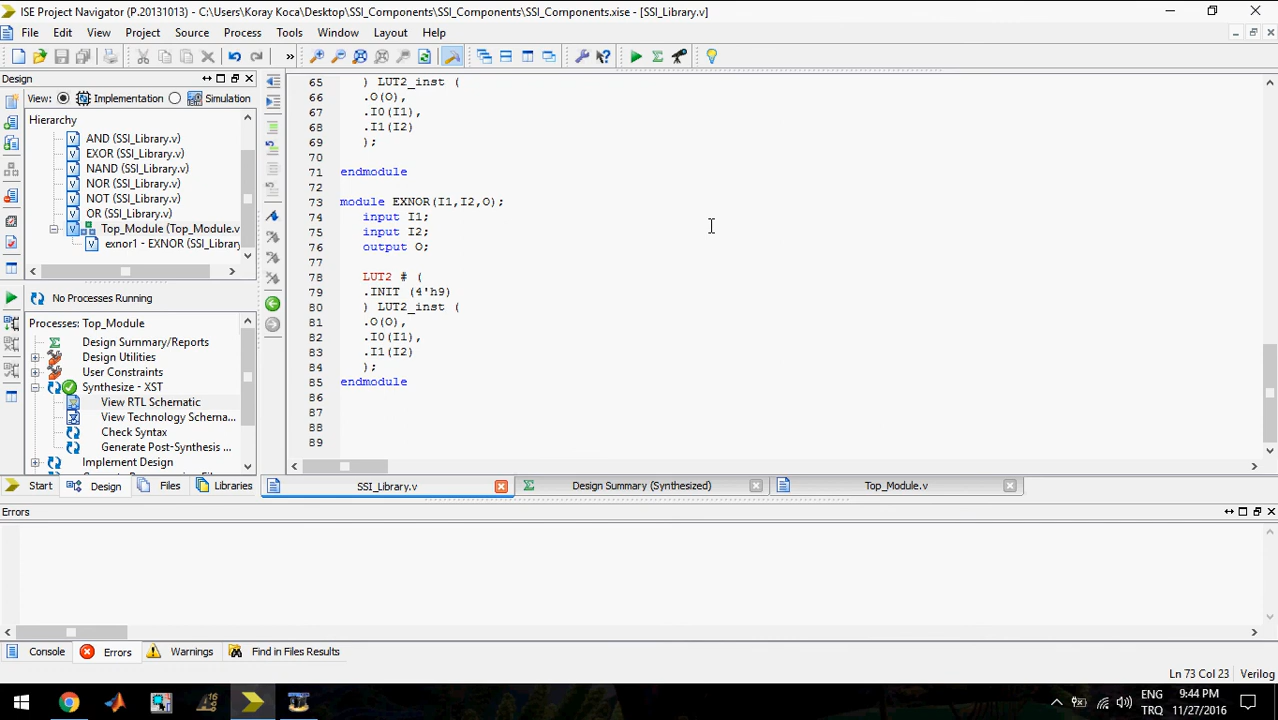 ISE Project Navigator (P.20131013) - C:\Users\Koray Koca\Desktop\SSI_Components\SSI_Components\SSI_Components.xise - [SSI_Library.v]
File Edit View Project Source Process Tools Window Layout Help
Design
View: Implementation Simulation
Hierarchy
AND (SSI_Library.v)
EXOR (SSI_Library.v)
NAND (SSI_Library.v)
NOR (SSI_Library.v)
NOT (SSI_Library.v)
OR (SSI_Library.v)
Top_Module (Top_Module.v
exnor1 - EXNOR (SSI_Library
No Processes Running
Processes: Top_Module
Design Summary/Reports
Design Utilities
User Constraints
Synthesize - XST
View RTL Schematic
View Technology Schema...
Check Syntax
Generate Post-Synthesis ...
Implement Design
Start Design Files Libraries
65 ) LUT2_inst (
66 .O(O),
67 .I0(I1),
68 .I1(I2)
69 );
70
71 endmodule
72
73 module EXNOR(I1,I2,O);
74 input I1;
75 input I2;
76 output O;
77
78 LUT2 # (
79 .INIT (4'h9)
80 ) LUT2_inst (
81 .O(O),
82 .I0(I1),
83 .I1(I2)
84 );
85 endmodule
86
87
88
89
SSI_Library.v Design Summary (Synthesized) Top_Module.v
Errors
Console Errors Warnings Find in Files Results
Ln 73 Col 23 Verilog
ENG 9:44 PM
TRQ 11/27/2016